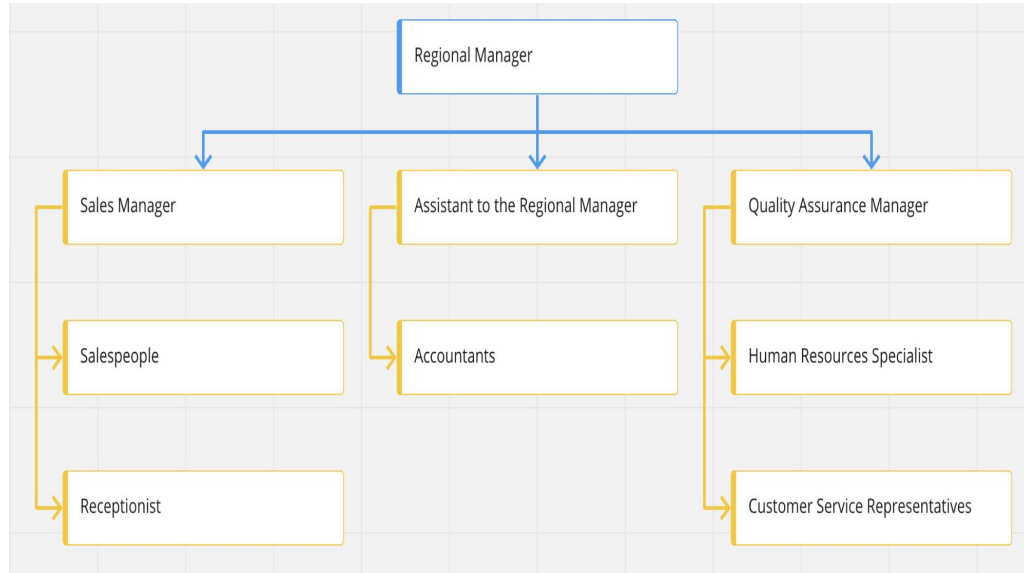 Regional Manager
Sales Manager
Assistant to the Regional Manager
Quality Assurance Manager
Salespeople
Accountants
Human Resources Specialist
Receptionist
Customer Service Representatives